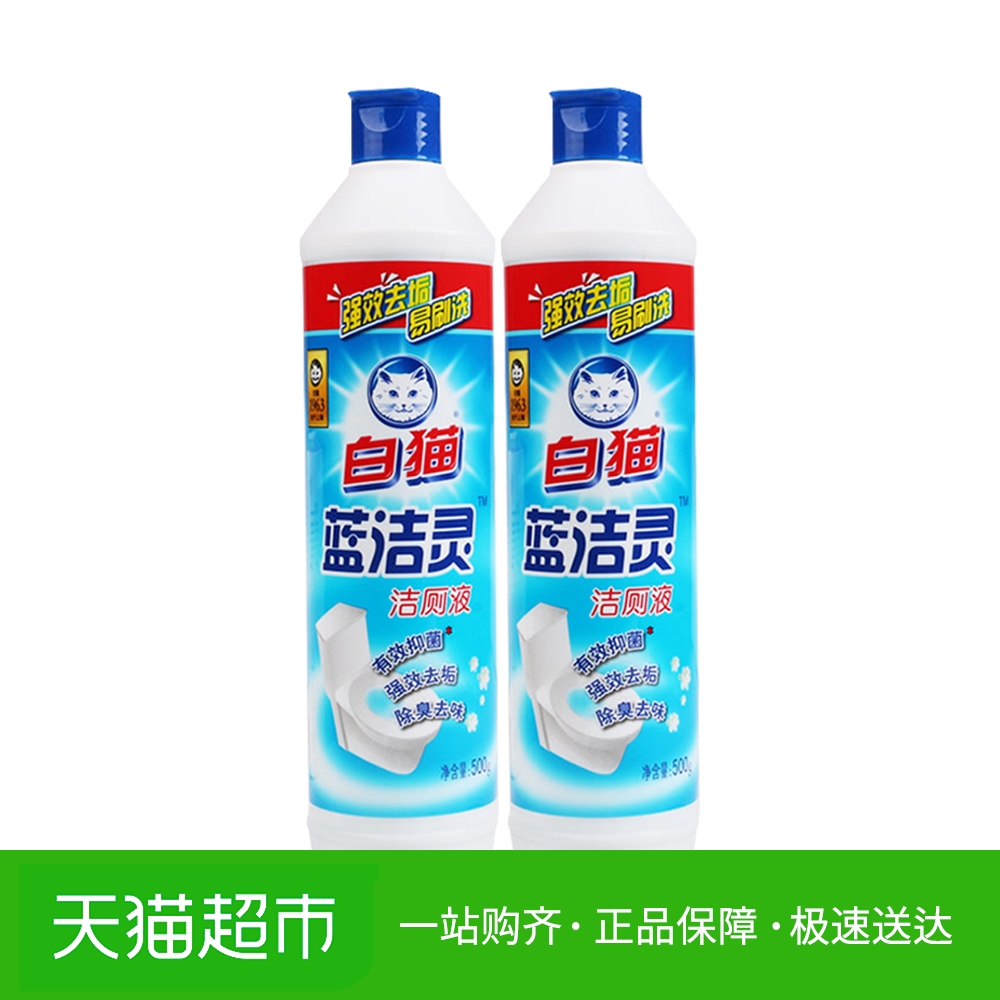 强效去垢
易刷洗
1963
白猫
®
TM
蓝洁灵
洁厕液
有效抑菌*
强效去垢
除臭去味
净含量:500g
强效去垢
易刷洗
1963
白猫
®
TM
蓝洁灵
洁厕液
有效抑菌*
强效去垢
除臭去味
净含量:500g
天猫超市
一站购齐·正品保障·极速送达